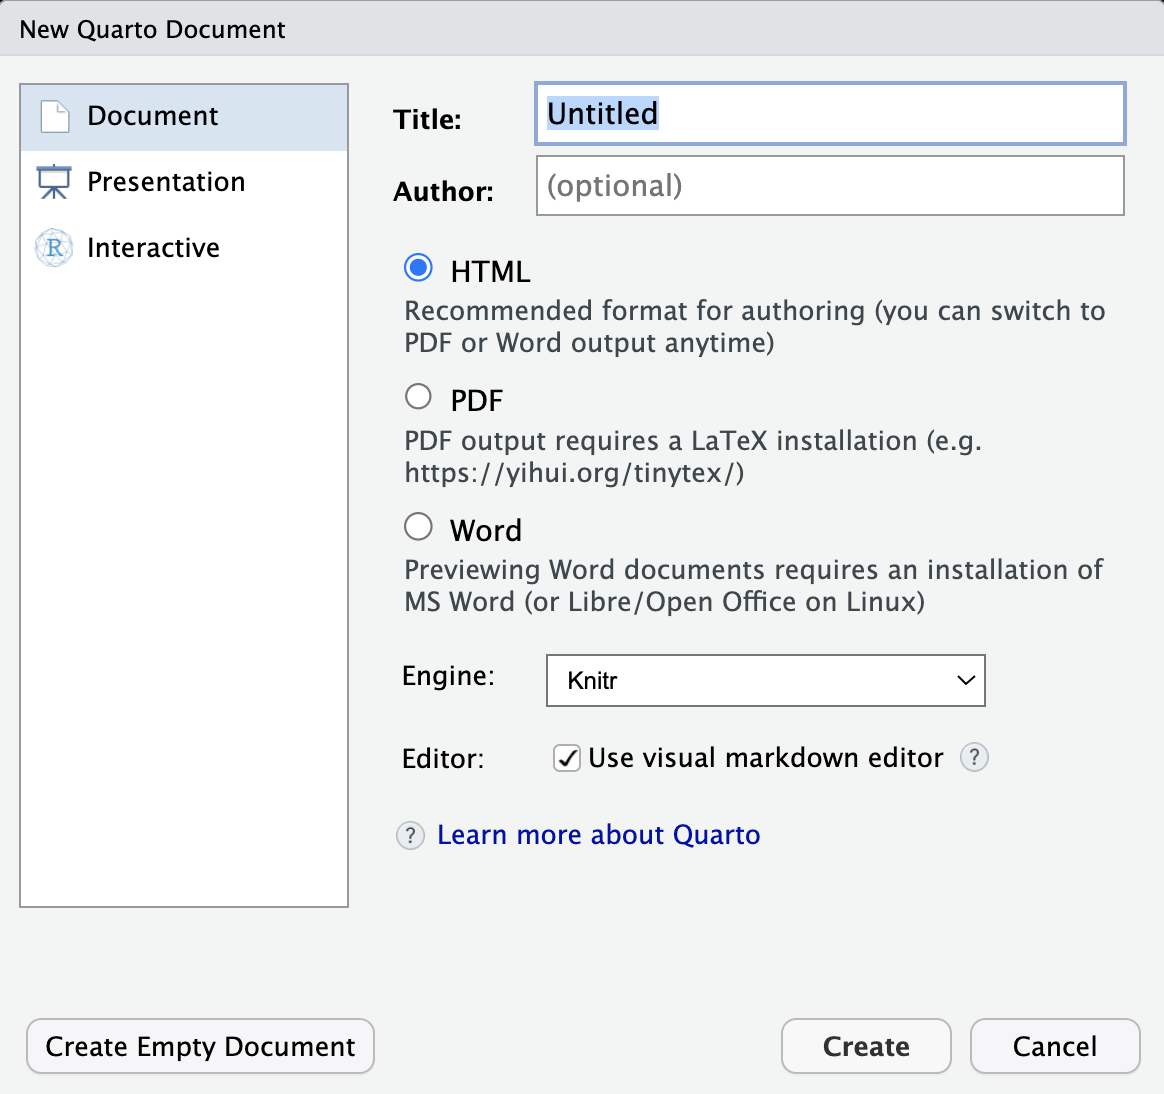 New Quarto Document
Document
Presentation
R
Interactive
Title:
Untitled
Author:
(optional)
HTML
Recommended format for authoring (you can switch to
PDF or Word output anytime)
PDF
PDF output requires a LaTeX installation (e.g.
https://yihui.org/tinytex/)
Word
Previewing Word documents requires an installation of
MS Word (or Libre/Open Office on Linux)
Engine:
Knitr
Editor:
Use visual markdown editor ?
? Learn more about Quarto
Create Empty Document
Create
Cancel